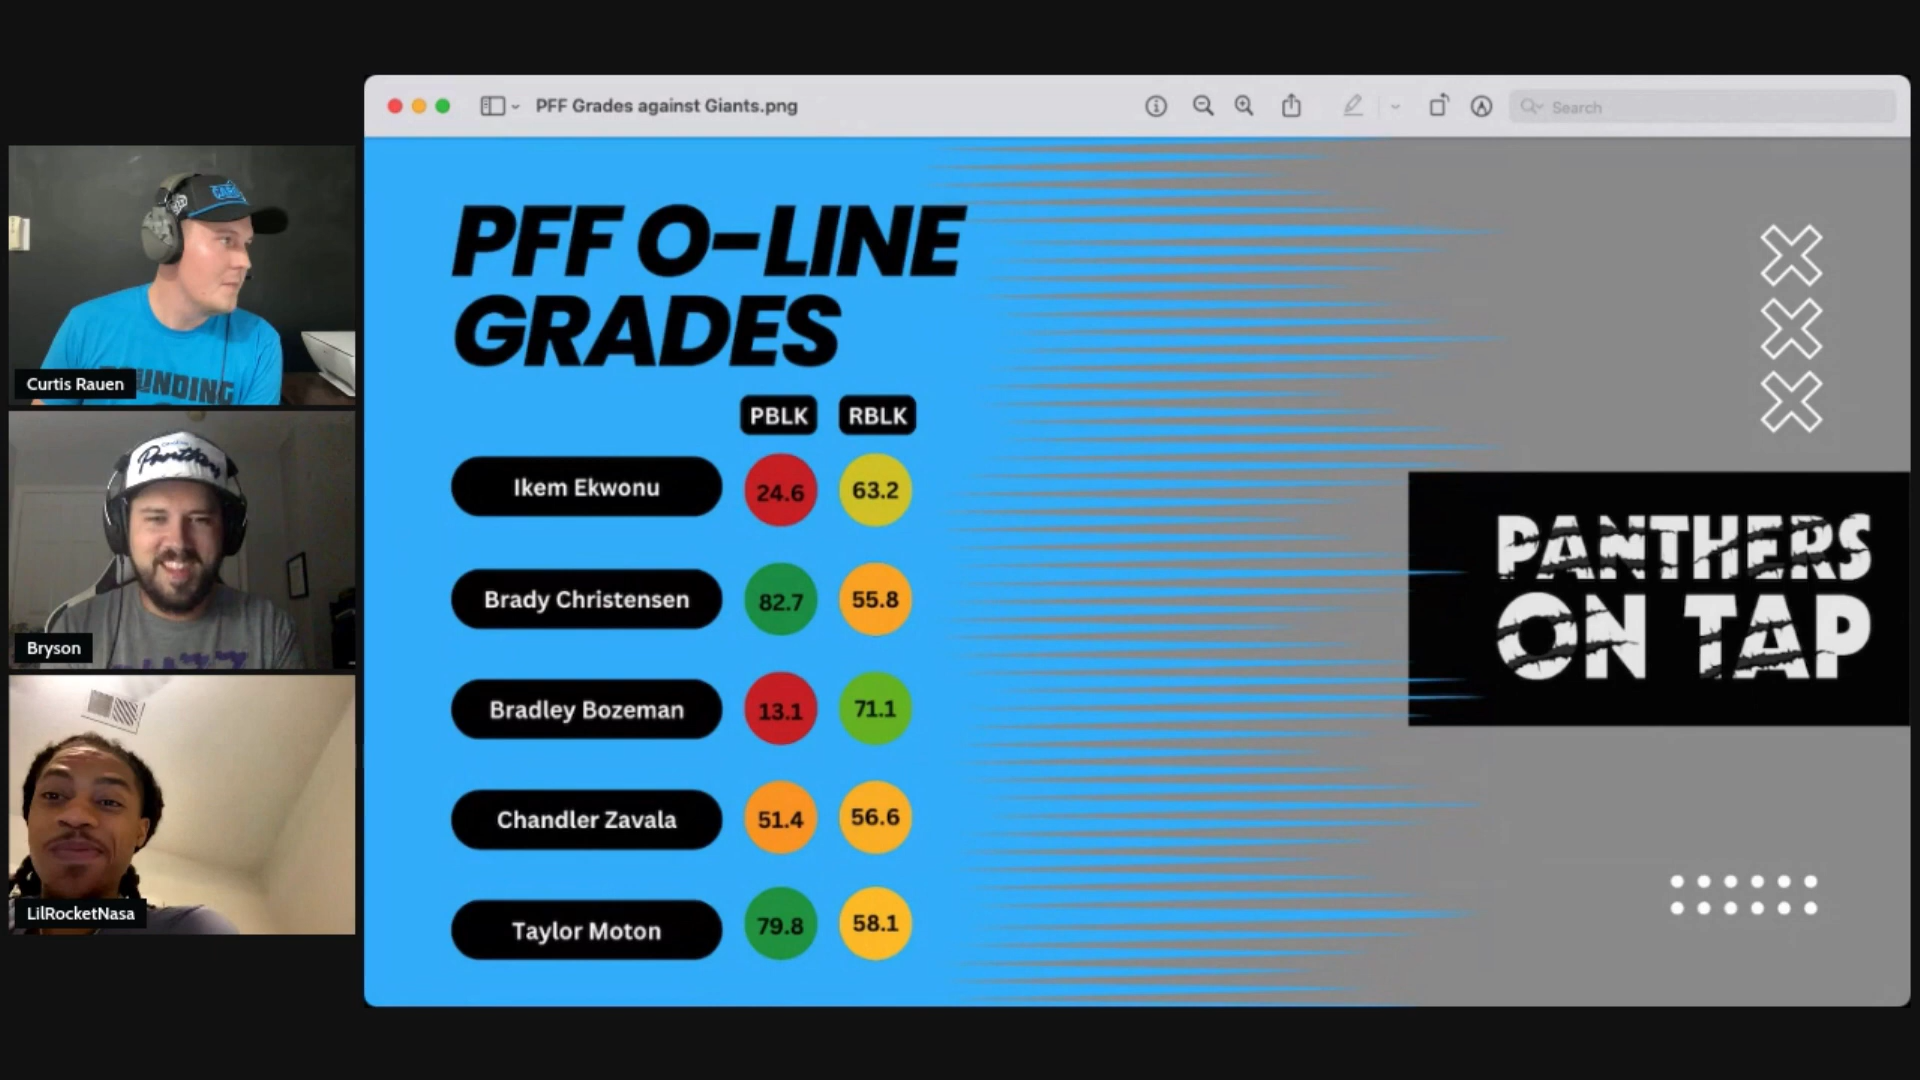 PFF Grades against Giants.png
Search
PFF O-LINE
GRADES
PBLK RBLK
Ikem Ekwonu 24.6 63.2
Brady Christensen 82.7 55.8
Bradley Bozeman 13.1 71.1
Chandler Zavala 51.4 56.6
Taylor Moton 79.8 58.1
PANTHERS
ON TAP
Curtis Rauen
Panthers
Bryson
LilRocketNasa